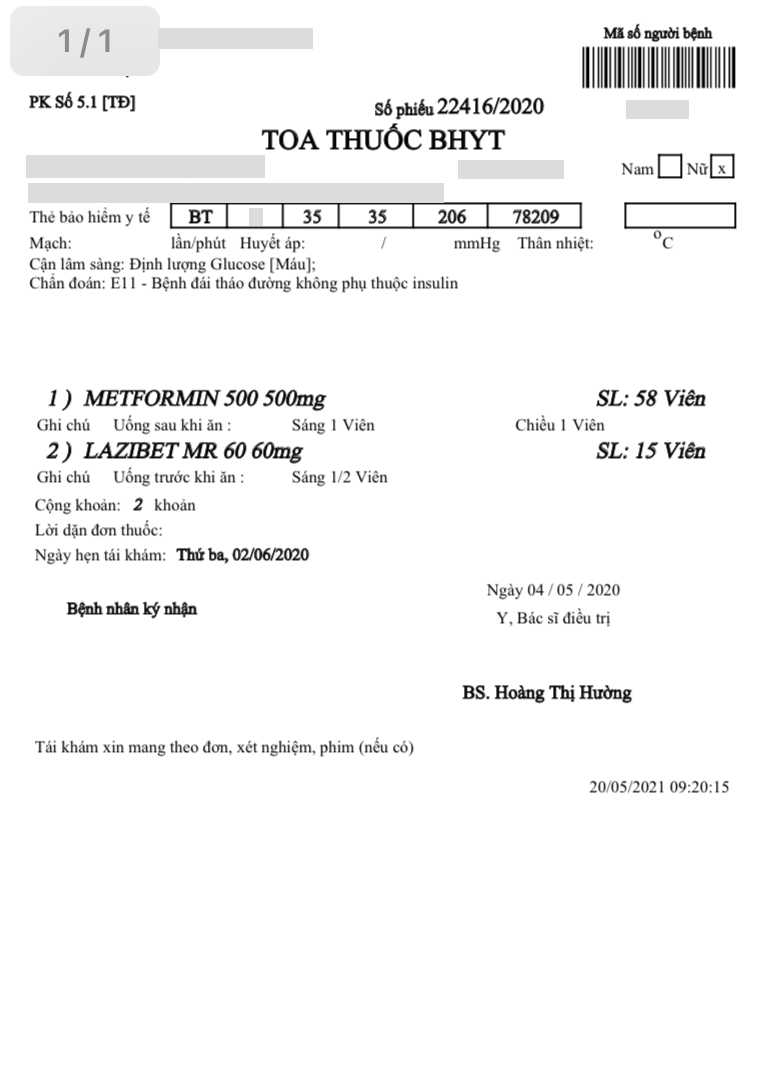 1/1
Mã số người bệnh
PK Số 5.1 [TĐ]
Số phiếu 22416/2020
TOA THUỐC BHYT
Nam Nữ x
Thẻ bảo hiểm y tế BT 35 35 206 78209
Mạch: lần/phút Huyết áp: / mmHg Thân nhiệt: °C
Cận lâm sàng: Định lượng Glucose [Máu];
Chẩn đoán: E11 - Bệnh đái tháo đường không phụ thuộc insulin
1 ) METFORMIN 500 500mg SL: 58 Viên
Ghi chú Uống sau khi ăn : Sáng 1 Viên Chiều 1 Viên
2 ) LAZIBET MR 60 60mg SL: 15 Viên
Ghi chú Uống trước khi ăn : Sáng 1/2 Viên
Cộng khoản: 2 khoản
Lời dặn đơn thuốc:
Ngày hẹn tái khám: Thứ ba, 02/06/2020
Ngày 04 / 05 / 2020
Bệnh nhân ký nhận
Y, Bác sĩ điều trị
BS. Hoàng Thị Hường
Tái khám xin mang theo đơn, xét nghiệm, phim (nếu có)
20/05/2021 09:20:15